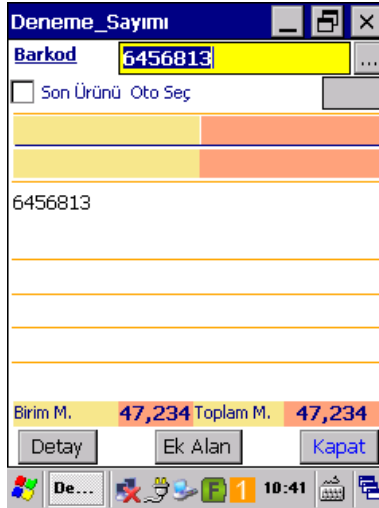 Deneme_Sayımı
Barkod 6456813 ...
Son Ürünü Oto Seç
6456813
Birim M. 47,234 Toplam M. 47,234
Detay Ek Alan Kapat
De... F 1 10:41